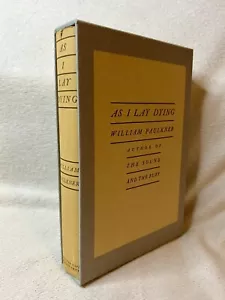 AS
I
LAY
DYING
WILLIAM
FAULKNER
AS I LAY DYING
WILLIAM FAULKNER
AUTHOR OF
THE SOUND
AND THE FURY